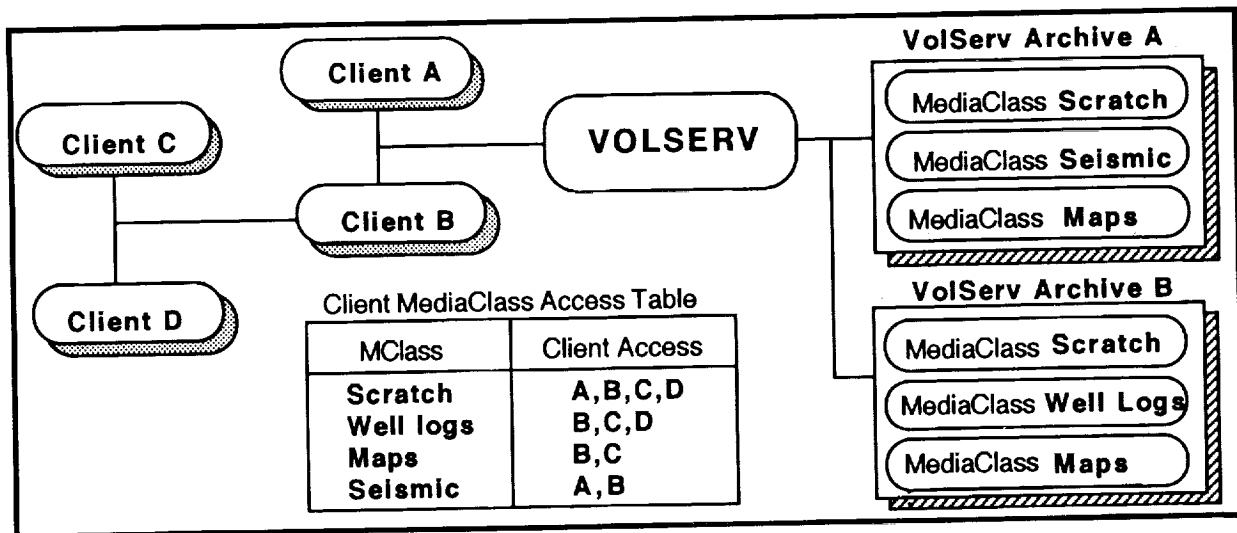 VolServ Archive A
Client A
MediaClass Scratch
Client C
VOLSERV
MediaClass Seismic
Client B
MediaClass Maps
Client D
VolServ Archive B
Client MediaClass Access Table
MClass Client Access
Scratch A,B,C,D
Well logs B,C,D
Maps B,C
Seismic A,B
MediaClass Scratch
MediaClass Well Logs
MediaClass Maps